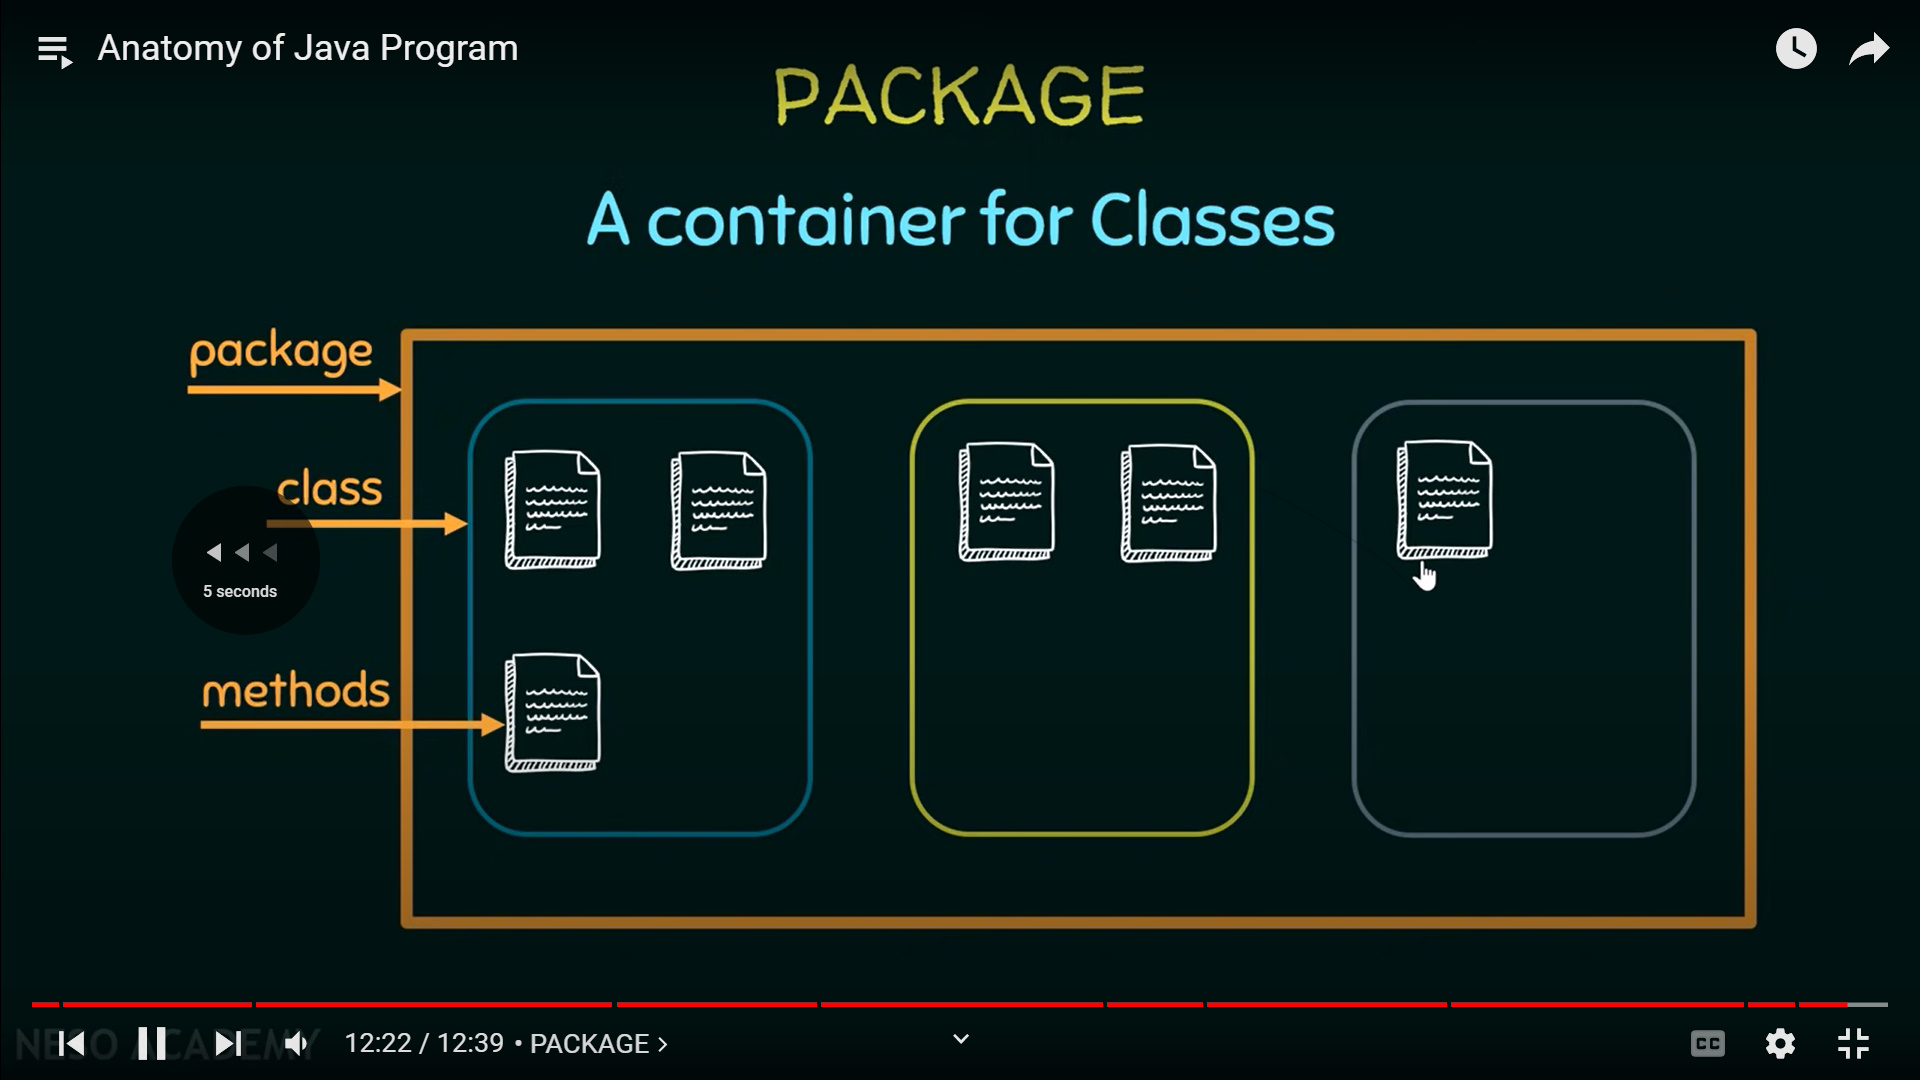 Anatomy of Java Program
PACKAGE
A container for Classes
package
class
5 seconds
methods
NESO ACADEMY
12:22 / 12:39 • PACKAGE >
CC